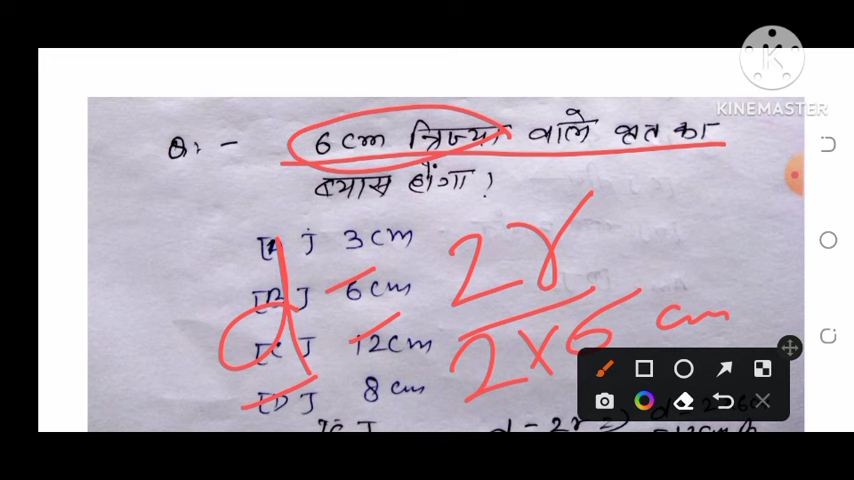 KINEMASTER
Q: - 6 cm त्रिज्या वाले वृत का
व्यास होंगा!
[A] 3 cm
[B] 6 cm
[C] 12 cm
[D] 8 cm
[C]
d = 2r
d
2r
2×6 cm